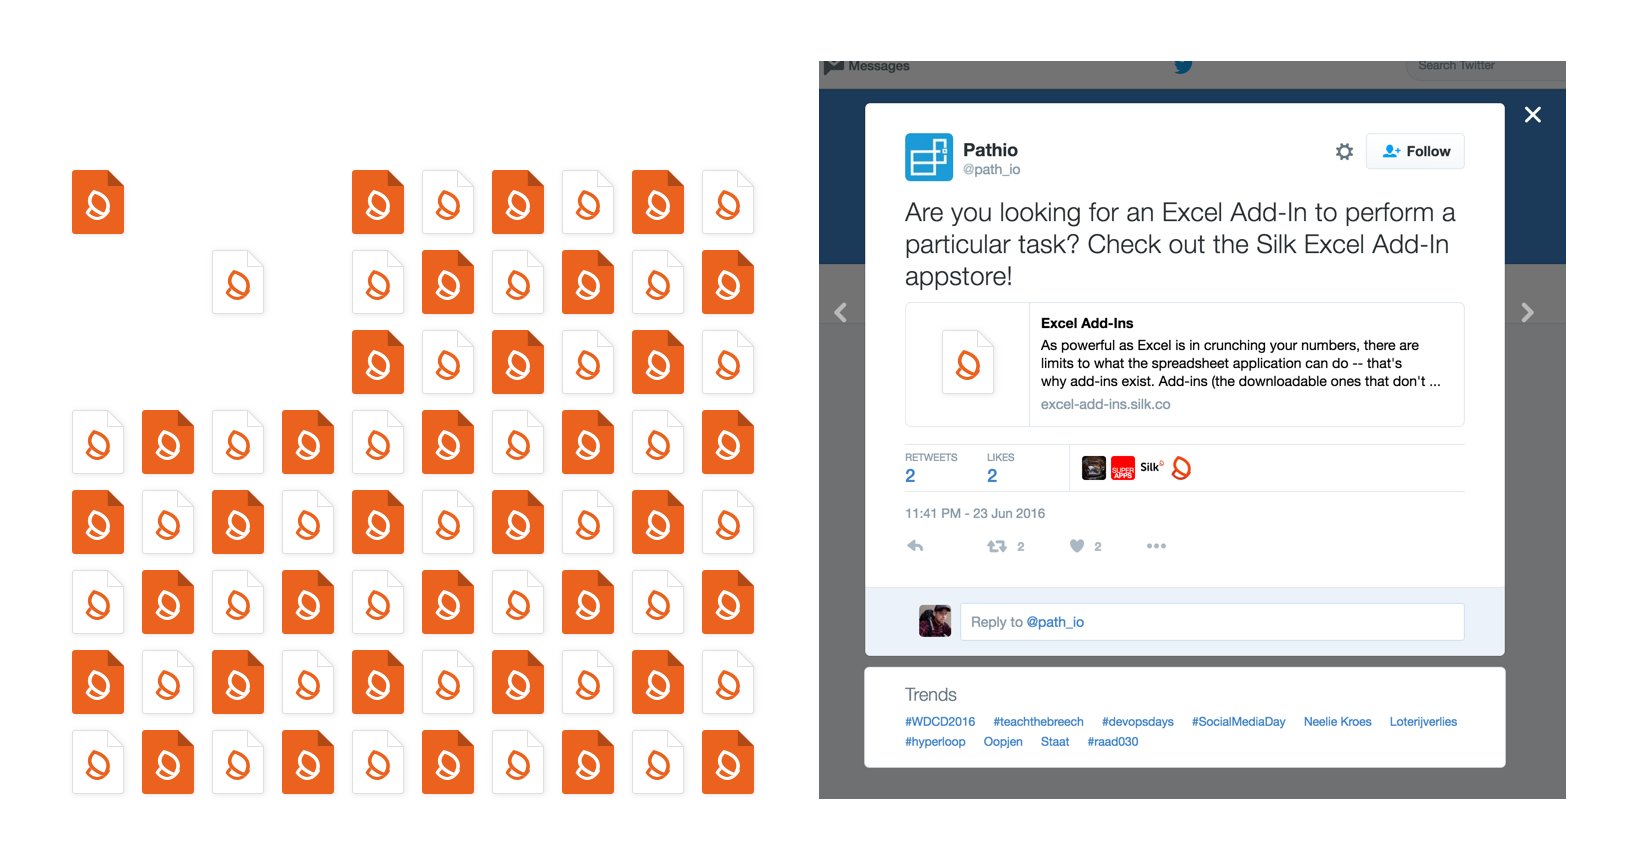 Messages
Search Twitter
Pathio
@path_io
Follow
Are you looking for an Excel Add-In to perform a
particular task? Check out the Silk Excel Add-In
appstore!
Excel Add-Ins
As powerful as Excel is in crunching your numbers, there are
limits to what the spreadsheet application can do -- that's
why add-ins exist. Add-ins (the downloadable ones that don't ...
excel-add-ins.silk.co
RETWEETS
2
LIKES
2
SUPER
APPS
Silk
11:41 PM - 23 Jun 2016
2
2
Reply to @path_io
Trends
#WDCD2016 #teachthebreech #devopsdays #SocialMediaDay Neelie Kroes Loterijverlies
#hyperloop Oopjen Staat #raad030